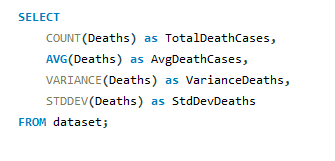 SELECT
    COUNT(Deaths) as TotalDeathCases,
    AVG(Deaths) as AvgDeathCases,
    VARIANCE(Deaths) as VarianceDeaths,
    STDDEV(Deaths) as StdDevDeaths
FROM dataset;